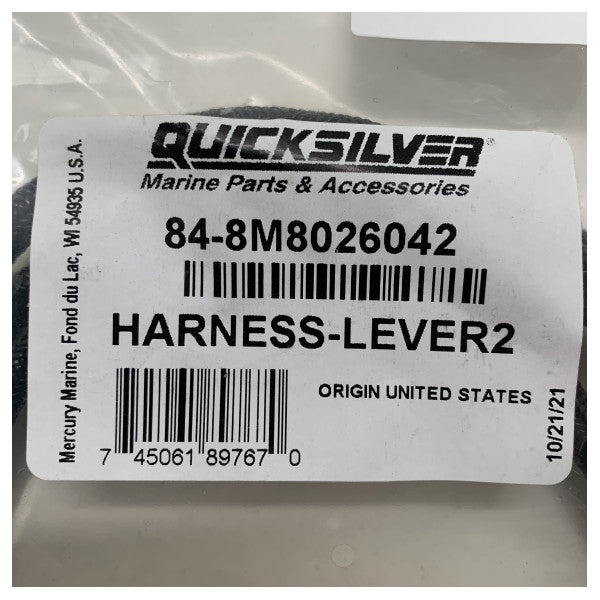 QUICKSILVER
Marine Parts & Accessories
84-8M8026042
HARNESS-LEVER2
ORIGIN UNITED STATES
7 45061 89767 0
10/21/21
Mercury Marine, Fond du Lac, WI 54935 U.S.A.